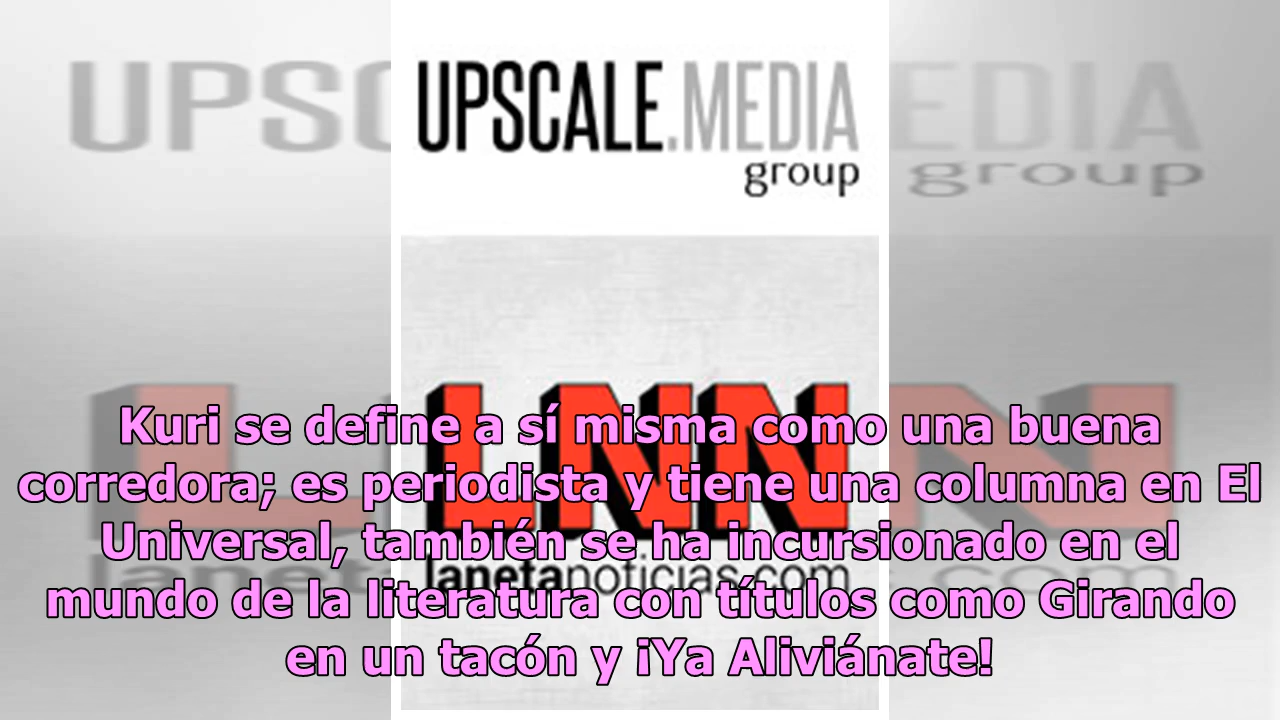 UPSCALE.MEDIA
group
LNN
Kuri se define a sí misma como una buena
corredora; es periodista y tiene una columna en El
Universal, también se ha incursionado en el
lanetanoticias.com
mundo de la literatura con títulos como Girando
en un tacón y ¡Ya Aliviánate!